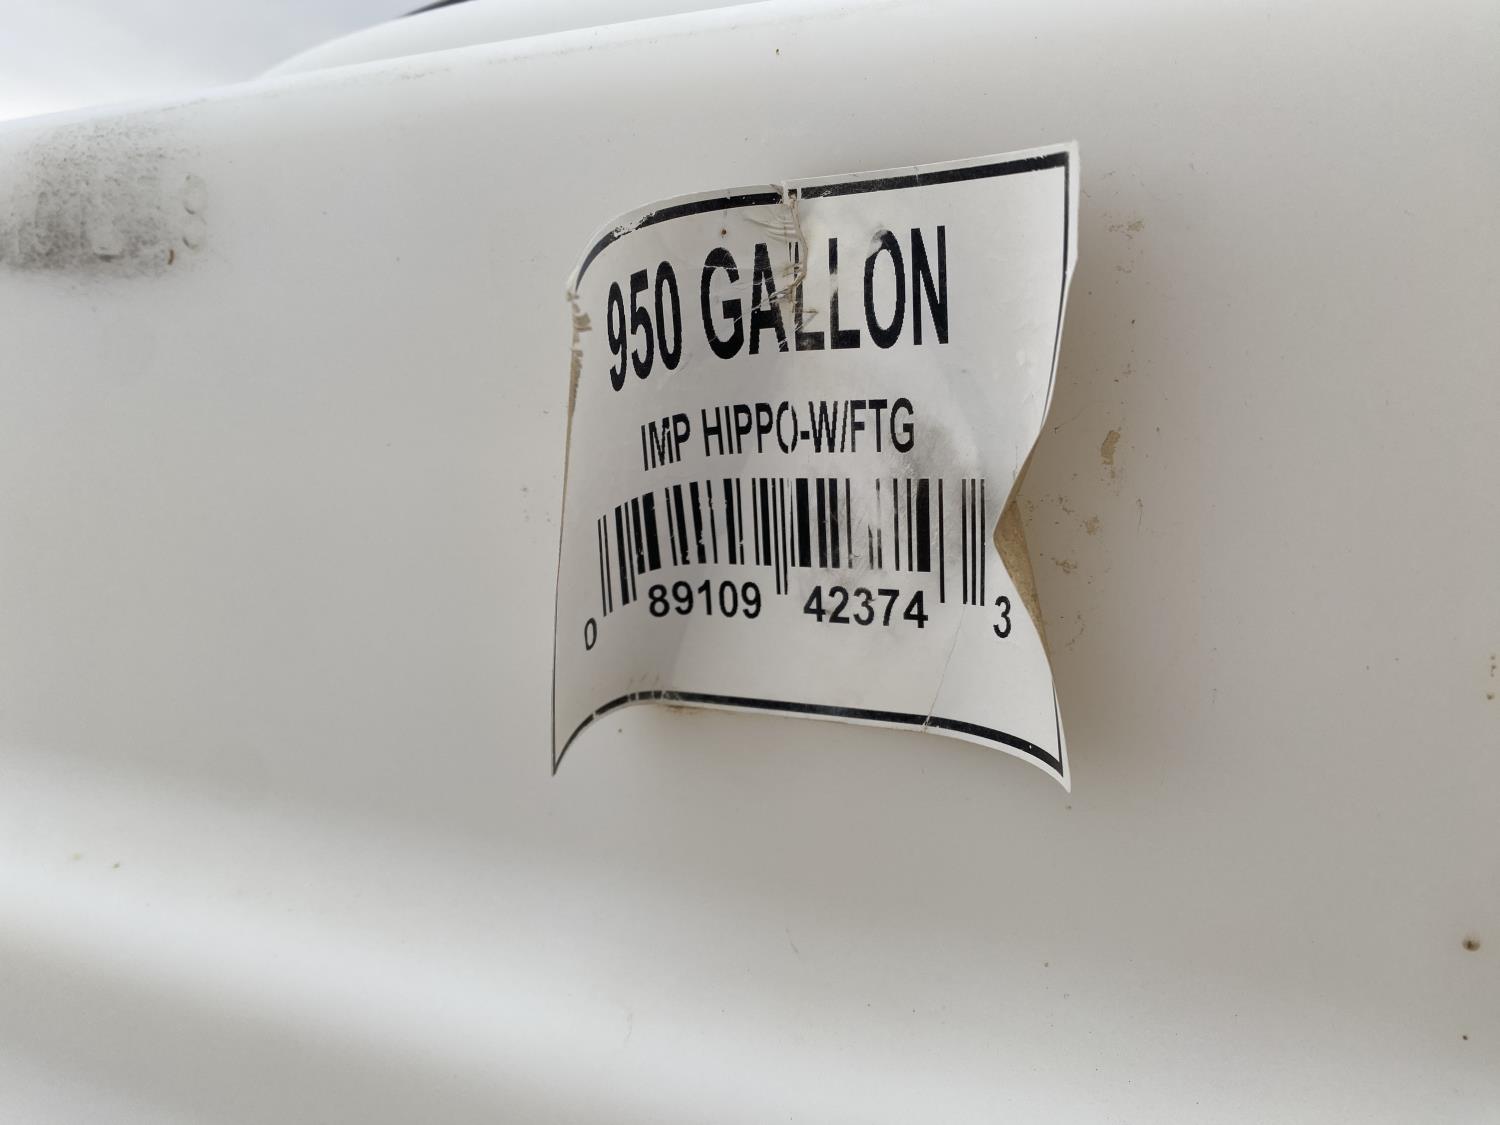 950 GALLON
IMP HIPPO-W/FTG
0 89109 42374 3